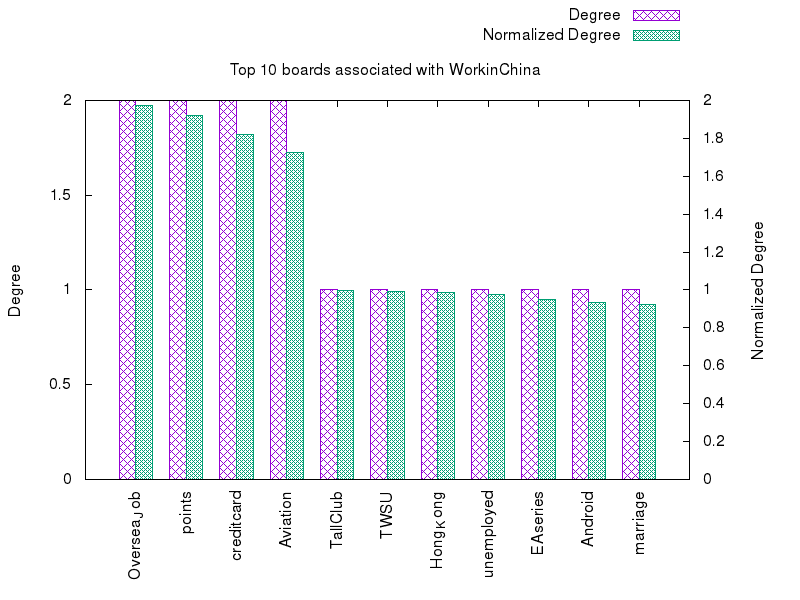 Degree
Normalized Degree
Top 10 boards associated with WorkinChina
2
1.5
1
0.5
0
2
1.8
1.6
1.4
1.2
1
0.8
0.6
0.4
0.2
0
Degree
Normalized Degree
OverseaJob
points
creditcard
Aviation
TallClub
TWSU
HongKong
unemployed
EAseries
Android
marriage